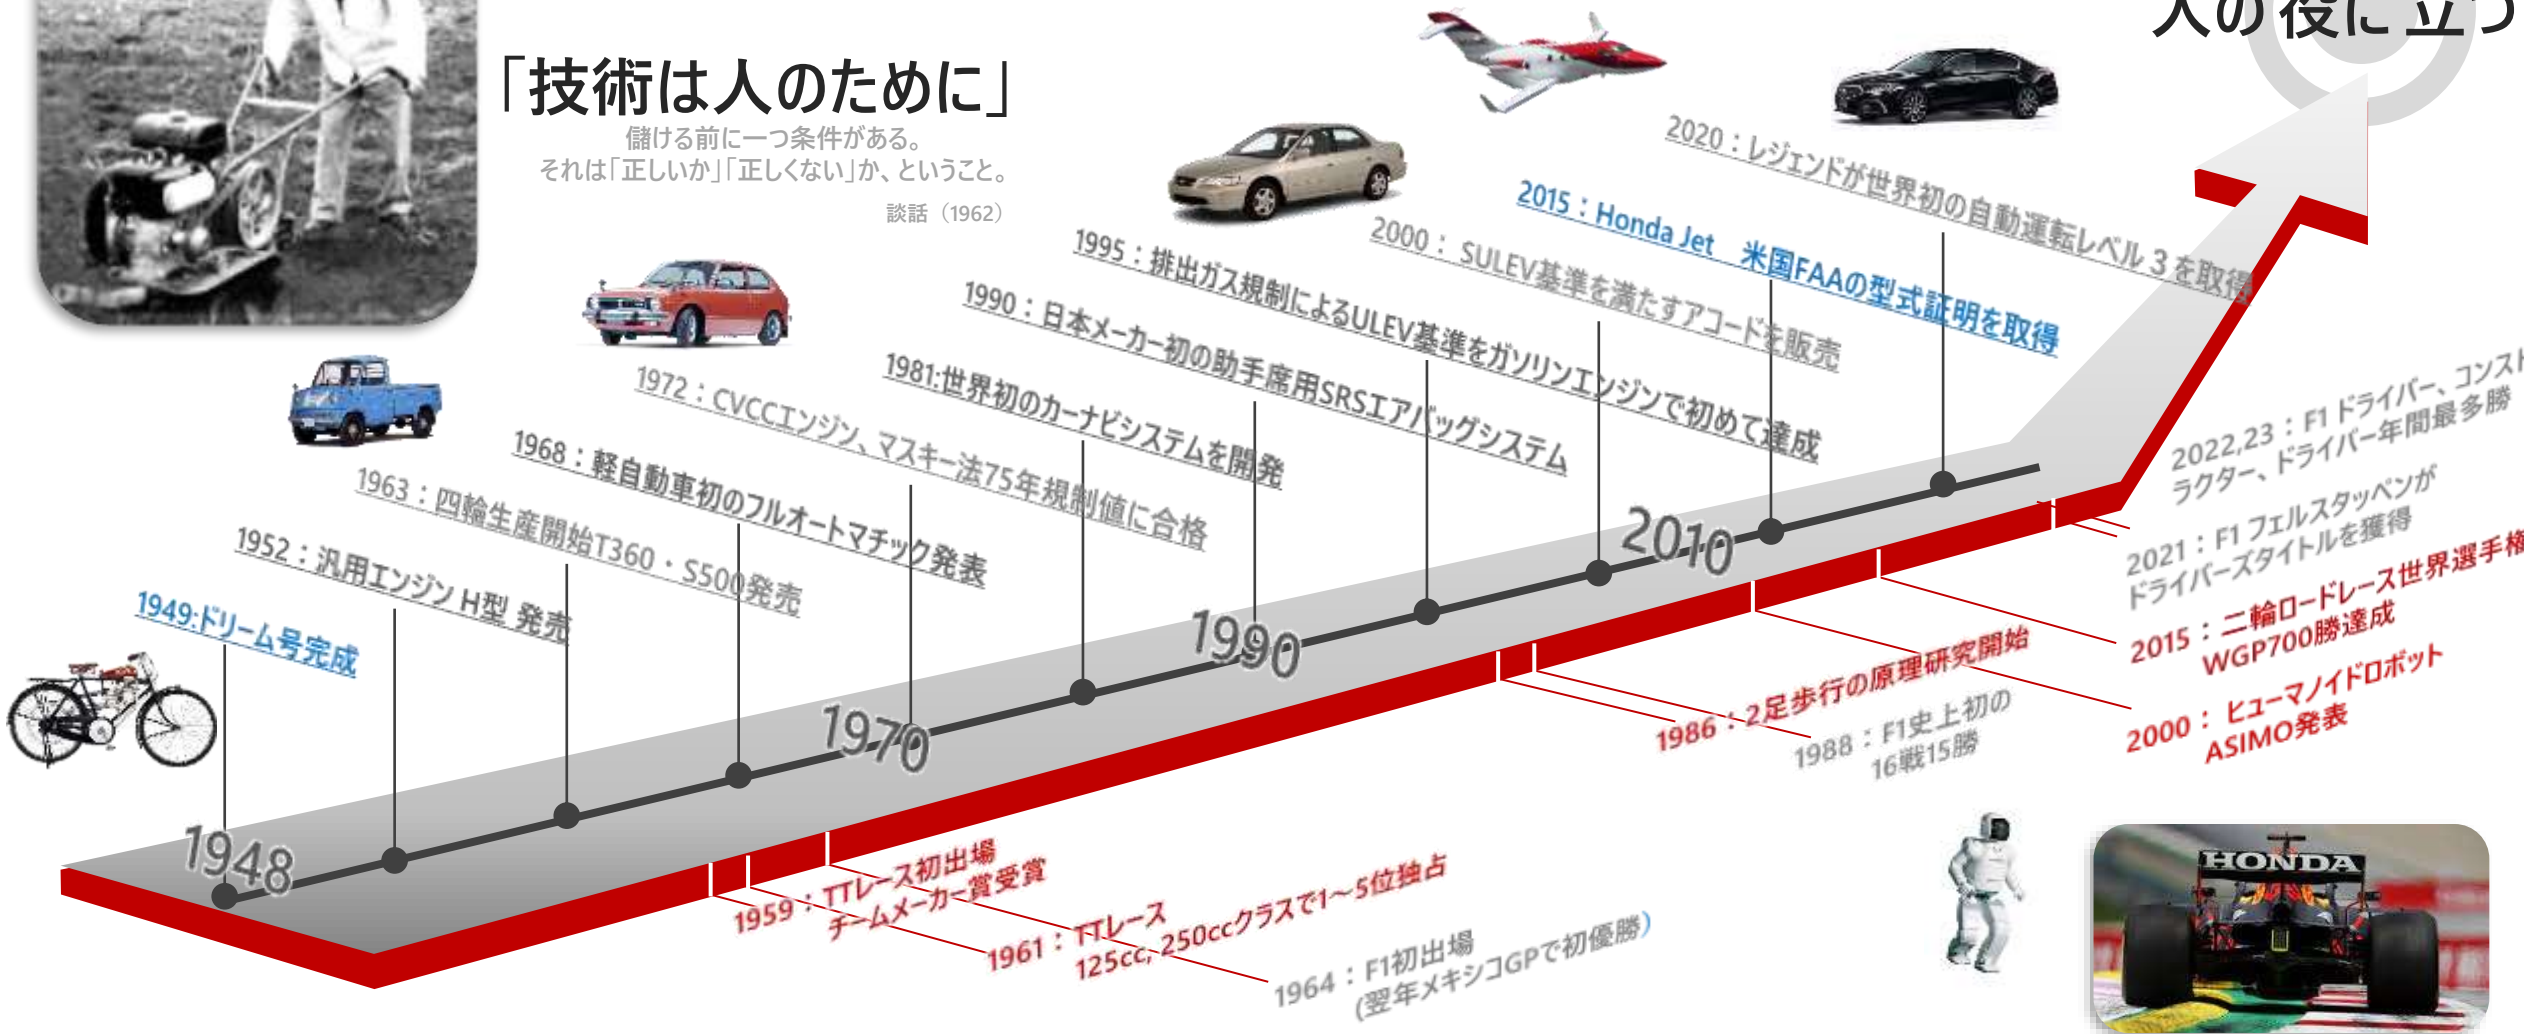 人の役に立つ
「技術は人のために」
儲ける前に一つ条件がある。
それは「正しいか」「正しくない」か、ということ。
談話（1962）
2020：レジェンドが世界初の自動運転レベル３を取得
2015：Honda Jet　米国FAAの型式証明を取得
2000： SULEV基準を満たすアコードを販売
1995：排出ガス規制によるULEV基準をガソリンエンジンで初めて達成
1990：日本メーカー初の助手席用SRSエアバッグシステム
1981:世界初のカーナビシステムを開発
1972：CVCCエンジン、マスキー法75年規制値に合格
1968：軽自動車初のフルオートマチック発表
1963：四輪生産開始T360・S500発売
1952：汎用エンジン H型 発売
1949:ドリーム号完成
1948
1970
1990
2010
1959：TTレース初出場
チームメーカー賞受賞
1961：TTレース
125cc, 250ccクラスで1～5位独占
1964：F1初出場
(翌年メキシコGPで初優勝)
1986：2足歩行の原理研究開始
1988：F1史上初の
16戦15勝
2000： ヒューマノイドロボット
ASIMO発表
2015：二輪ロードレース世界選手権
WGP700勝達成
2021：F1 フェルスタッペンが
ドライバーズタイトルを獲得
2022,23：F1 ドライバー、コンスト
ラクター、ドライバー年間最多勝
HONDA